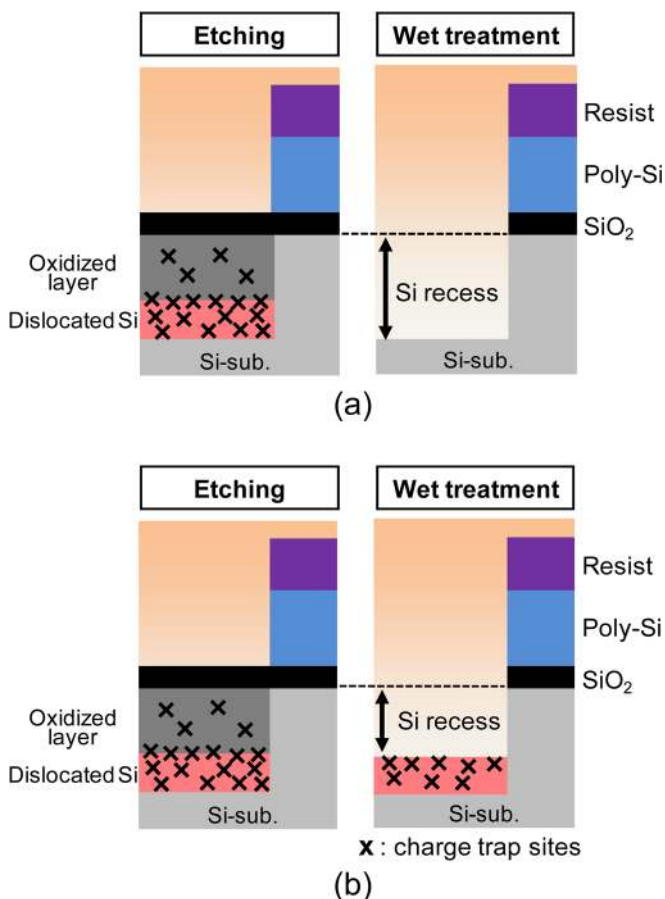 Etching
Wet treatment
Resist
Poly-Si
SiO₂
Oxidized
layer
Dislocated Si
Si recess
Si-sub.
Si-sub.
(a)
Etching
Wet treatment
Resist
Poly-Si
SiO₂
Oxidized
layer
Dislocated Si
Si recess
Si-sub.
Si-sub.
x : charge trap sites
(b)